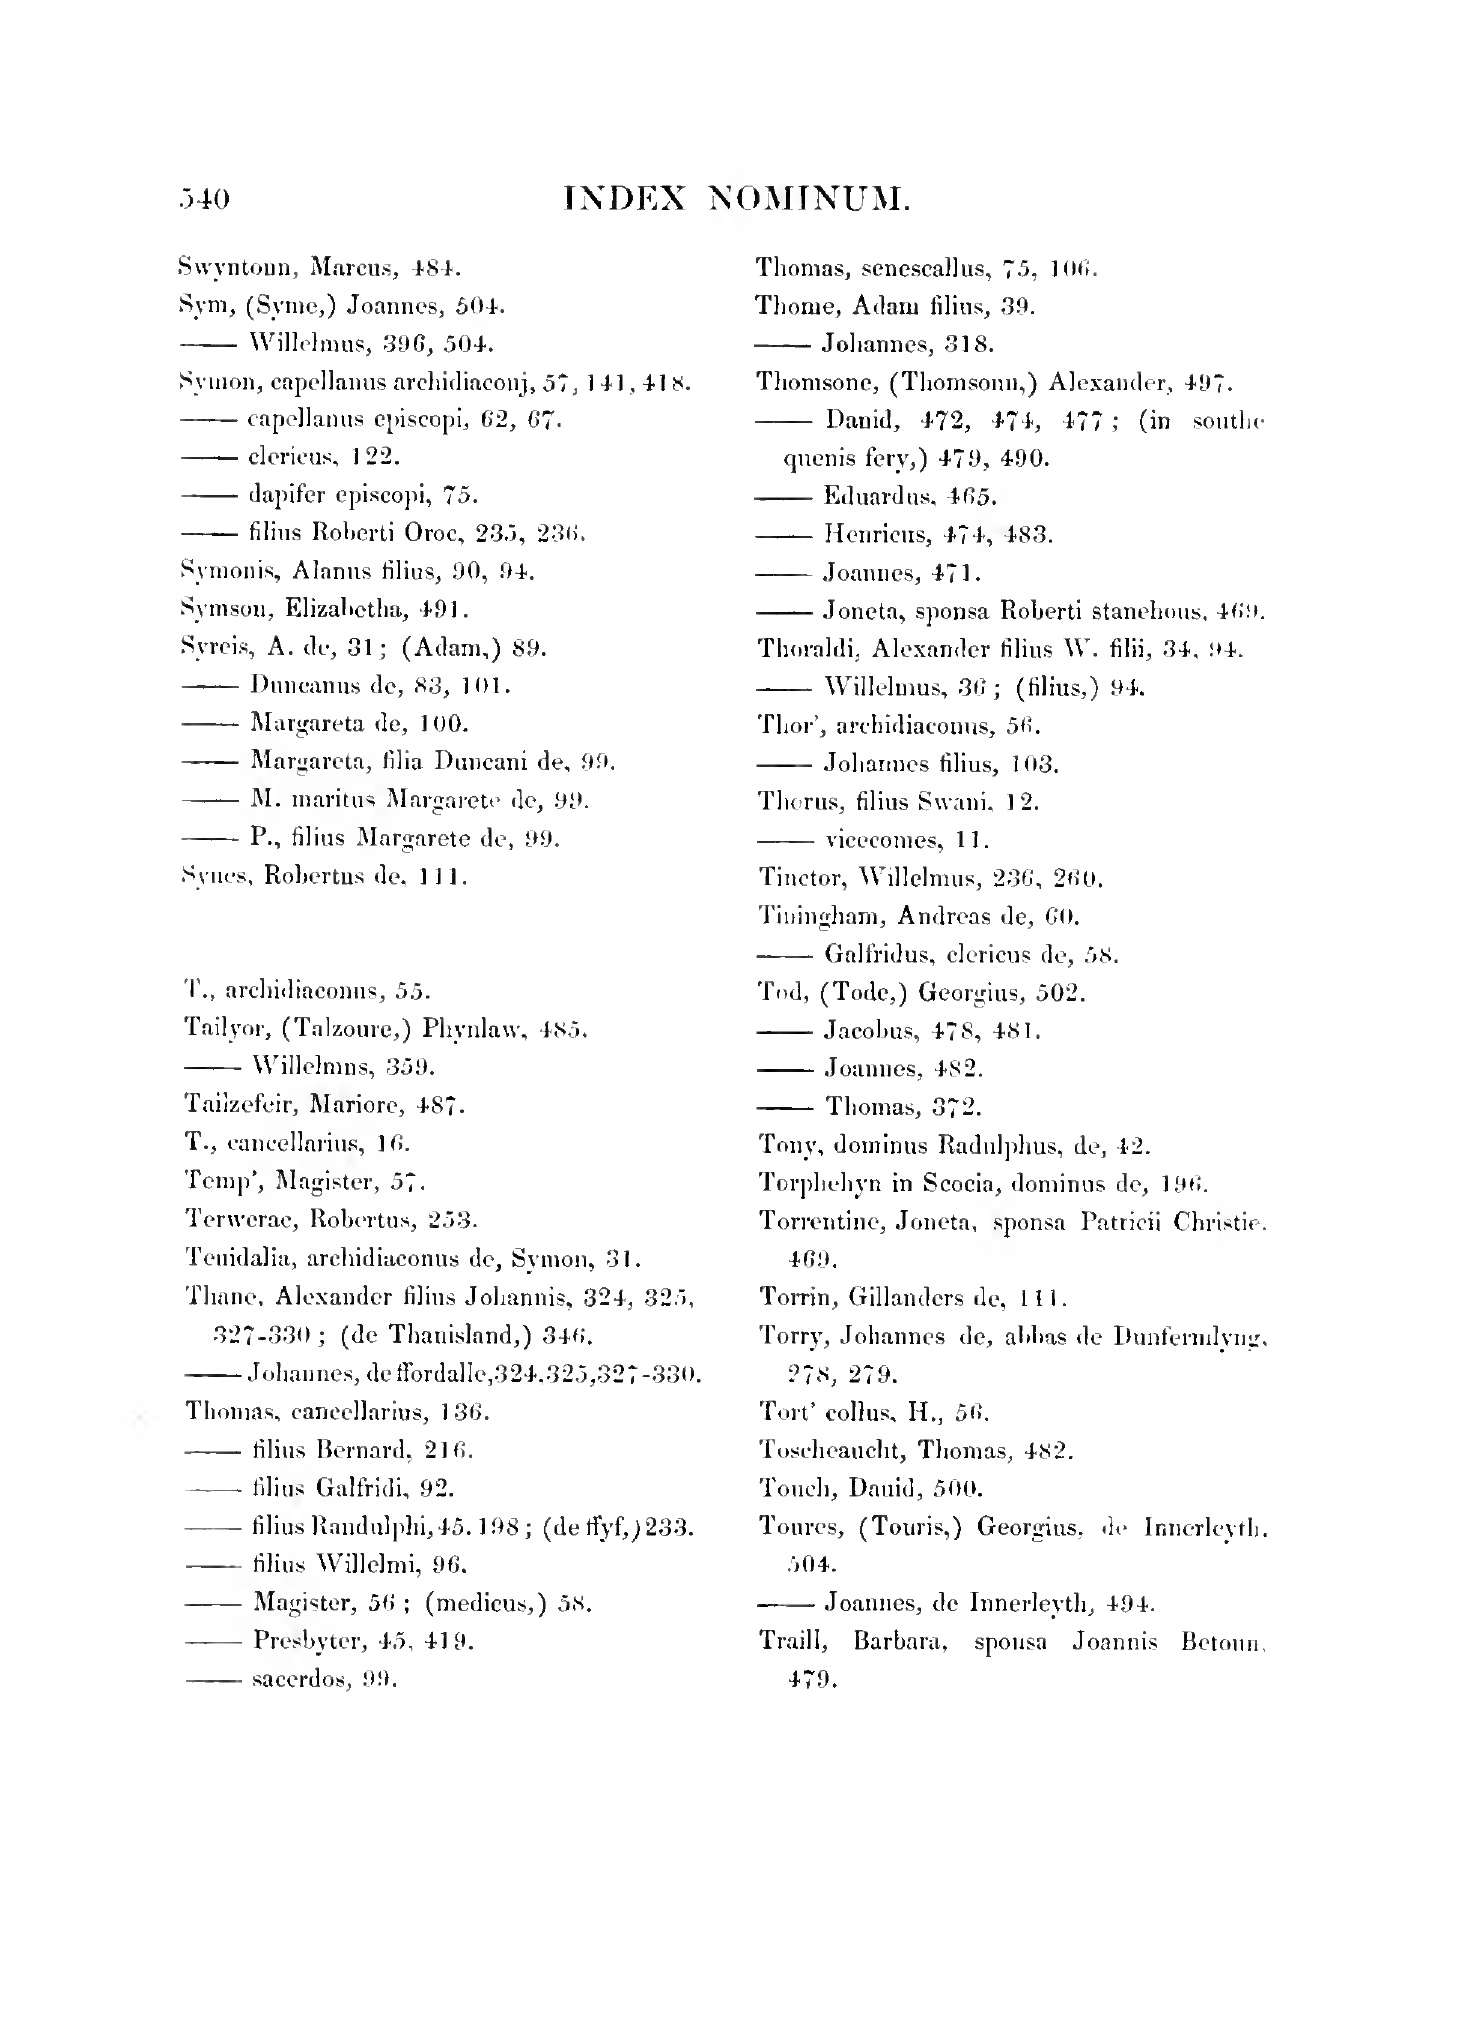 540
INDEX NOMINUM.
Swyntoun, Marcus, 484.
Sym, (Syme,) Joannes, 504.
—— Willelmus, 396, 504.
Symon, capellanus archidiaconj, 57, 141, 418.
—— capellanus episcopi, 62, 67.
—— clericus, 122.
—— dapifer episcopi, 75.
—— filius Roberti Oroc, 235, 236.
Symonis, Alanus filius, 90, 94.
Symson, Elizabetha, 491.
Syreis, A. de, 31; (Adam,) 89.
—— Duncanus de, 83, 101.
—— Margareta de, 100.
—— Margareta, filia Duncani de, 99.
—— M. maritus Margarete de, 99.
—— P., filius Margarete de, 99.
Synes, Robertus de, 111.
T., archidiaconus, 55.
Tailyor, (Talzoure,) Phynlaw, 485.
—— Willelmus, 359.
Tailzefeir, Mariore, 487.
T., cancellarius, 16.
Temp', Magister, 57.
Terwerac, Robertus, 253.
Teuidalia, archidiaconus de, Symon, 31.
Thane, Alexander filius Johannis, 324, 325,
327-330; (de Thanisland,) 346.
—— Johannes, de ffordalle, 324, 325, 327-330.
Thomas, cancellarius, 136.
—— filius Bernard, 216.
—— filius Galfridi, 92.
—— filius Randulphi, 45, 198; (de ffyf,) 233.
—— filius Willelmi, 96.
—— Magister, 56; (medicus,) 58.
—— Presbyter, 45, 419.
—— sacerdos, 99.
Thomas, senescallus, 75, 106.
Thome, Adam filius, 39.
—— Johannes, 318.
Thomsone, (Thomsonn,) Alexander, 497.
—— Dauid, 472, 474, 477; (in southe
quenis fery,) 479, 490.
—— Eduardus, 465.
—— Henricus, 474, 483.
—— Joannes, 471.
—— Joneta, sponsa Roberti stanehous, 469.
Thoraldi, Alexander filius W. filii, 34, 94.
—— Willelmus, 36; (filius,) 94.
Thor', archidiaconus, 56.
—— Johannes filius, 103.
Thorus, filius Swani, 12.
—— vicecomes, 11.
Tinctor, Willelmus, 236, 260.
Tiningham, Andreas de, 60.
—— Galfridus, clericus de, 58.
Tod, (Tode,) Georgius, 502.
—— Jacobus, 478, 481.
—— Joannes, 482.
—— Thomas, 372.
Tony, dominus Radulphus, de, 42.
Torphehyn in Scocia, dominus de, 196.
Torrentine, Joneta, sponsa Patricii Christie,
469.
Torrin, Gillanders de, 111.
Torry, Johannes de, abbas de Dunfermlyng,
278, 279.
Tort' collus, H., 56.
Toscheaucht, Thomas, 482.
Touch, Dauid, 500.
Toures, (Touris,) Georgius, de Innerleyth,
504.
—— Joannes, de Innerleyth, 494.
Traill, Barbara, sponsa Joannis Betoun,
479.